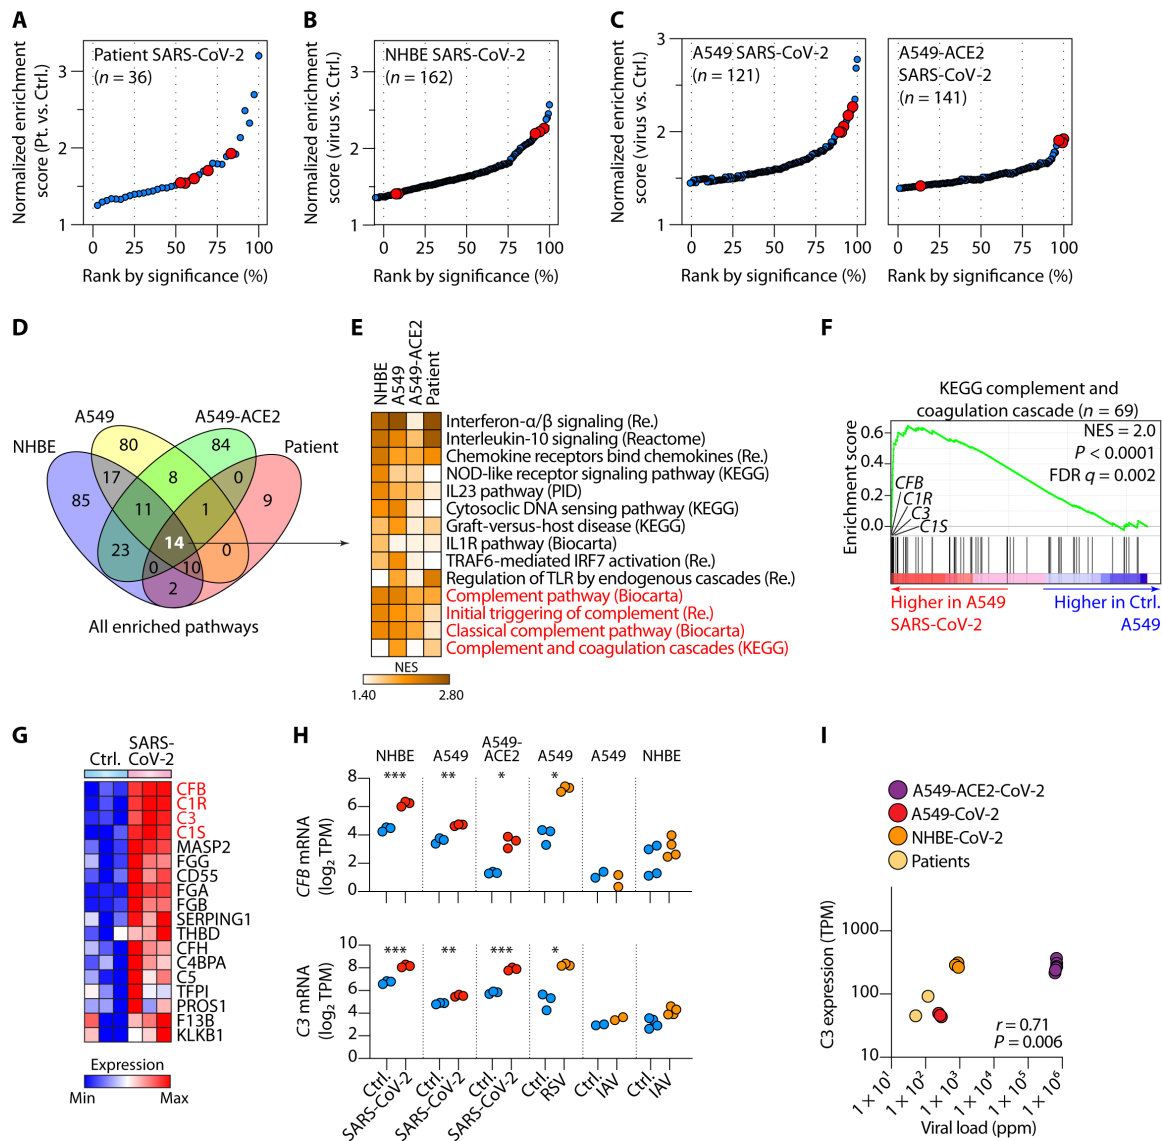 A
Normalized enrichment
score (Pt. vs. Ctrl.)
Patient SARS-CoV-2
(n = 36)
3
2
1
0 25 50 75 100
Rank by significance (%)
B
Normalized enrichment
score (virus vs. Ctrl.)
NHBE SARS-CoV-2
(n = 162)
3
2
1
0 25 50 75 100
Rank by significance (%)
C
Normalized enrichment
score (virus vs. Ctrl.)
A549 SARS-CoV-2
(n = 121)
3
2
1
0 25 50 75 100
Rank by significance (%)
A549-ACE2
SARS-CoV-2
(n = 141)
0 25 50 75 100
Rank by significance (%)
D
A549
A549-ACE2
NHBE
Patient
80 84
17 8 0
85 11 1 9
14
23 0
0 10
2
All enriched pathways
E
NHBE
A549
A549-ACE2
Patient
Interferon-α/β signaling (Re.)
Interleukin-10 signaling (Reactome)
Chemokine receptors bind chemokines (Re.)
NOD-like receptor signaling pathway (KEGG)
IL23 pathway (PID)
Cytosoclic DNA sensing pathway (KEGG)
Graft-versus-host disease (KEGG)
IL1R pathway (Biocarta)
TRAF6-mediated IRF7 activation (Re.)
Regulation of TLR by endogenous cascades (Re.)
Complement pathway (Biocarta)
Initial triggering of complement (Re.)
Classical complement pathway (Biocarta)
Complement and coagulation cascades (KEGG)
NES
1.40 2.80
F
KEGG complement and
coagulation cascade (n = 69)
Enrichment score
0.6
0.4
0.2
0.0
NES = 2.0
P < 0.0001
FDR q = 0.002
CFB
C1R
C3
C1S
Higher in A549
SARS-CoV-2
Higher in Ctrl.
A549
G
Ctrl.
SARS-
CoV-2
CFB
C1R
C3
C1S
MASP2
FGG
CD55
FGA
FGB
SERPING1
THBD
CFH
C4BPA
C5
TFPI
PROS1
F13B
KLKB1
Expression
Min Max
H
NHBE
A549
A549-
ACE2
A549
A549
NHBE
CFB mRNA
(log2 TPM)
8
6
4
2
0
*** ** * *
C3 mRNA
(log2 TPM)
10
8
6
4
2
0
*** ** *** *
Ctrl.
SARS-CoV-2
Ctrl.
SARS-CoV-2
Ctrl.
SARS-CoV-2
Ctrl.
RSV
Ctrl.
IAV
Ctrl.
IAV
I
A549-ACE2-CoV-2
A549-CoV-2
NHBE-CoV-2
Patients
C3 expression (TPM)
1000
100
10
r = 0.71
P = 0.006
1 × 10¹
1 × 10²
1 × 10³
1 × 10⁴
1 × 10⁵
1 × 10⁶
Viral load (ppm)